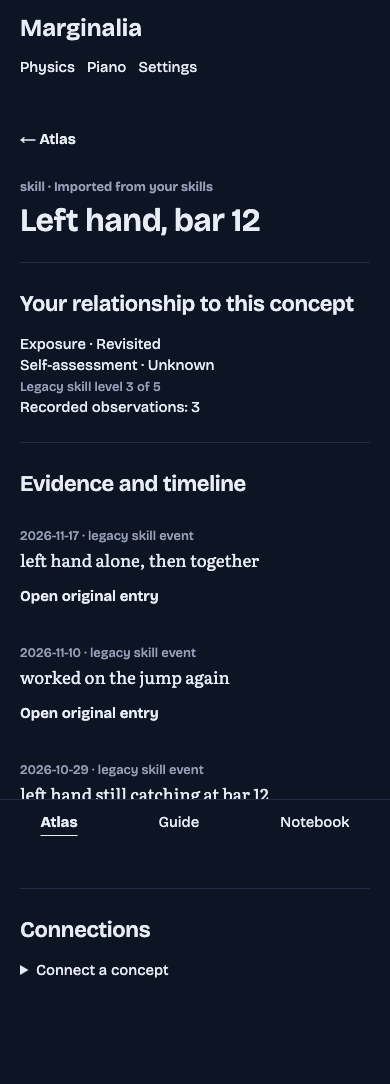 Marginalia
Physics Piano Settings
← Atlas
skill · Imported from your skills
Left hand, bar 12
Your relationship to this concept
Exposure · Revisited
Self-assessment · Unknown
Legacy skill level 3 of 5
Recorded observations: 3
Evidence and timeline
2026-11-17 · legacy skill event
left hand alone, then together
Open original entry
2026-11-10 · legacy skill event
worked on the jump again
Open original entry
2026-10-29 · legacy skill event
left hand still catching at bar 12
Atlas Guide Notebook
Connections
▶ Connect a concept